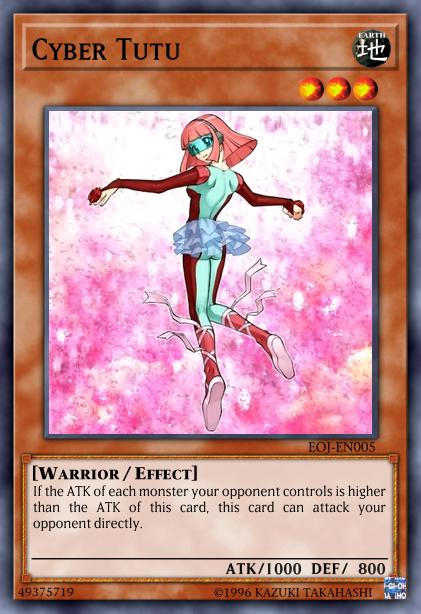 CYBER TUTU
EARTH
地
EOJ-EN005
[WARRIOR / EFFECT]
If the ATK of each monster your opponent controls is higher
than the ATK of this card, this card can attack your
opponent directly.
ATK/1000 DEF/ 800
49375719
©1996 KAZUKI TAKAHASHI